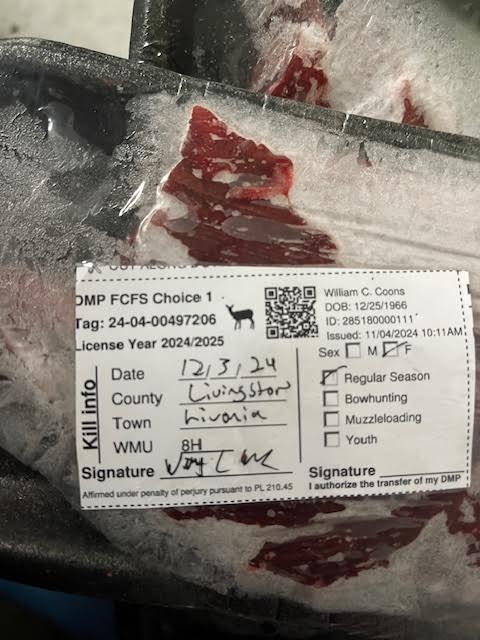 DMP FCFS Choice 1
Tag: 24-04-00497206
License Year 2024/2025
William C. Coons
DOB: 12/25/1966
ID: 285180000111
Issued: 11/04/2024 10:11AM
Sex M F
Kill info
Date 12/3/24
County Livingston
Town Livonia
WMU 8H
Regular Season
Bowhunting
Muzzleloading
Youth
Signature
Affirmed under penalty of perjury pursuant to PL 210.45
Signature
I authorize the transfer of my DMP